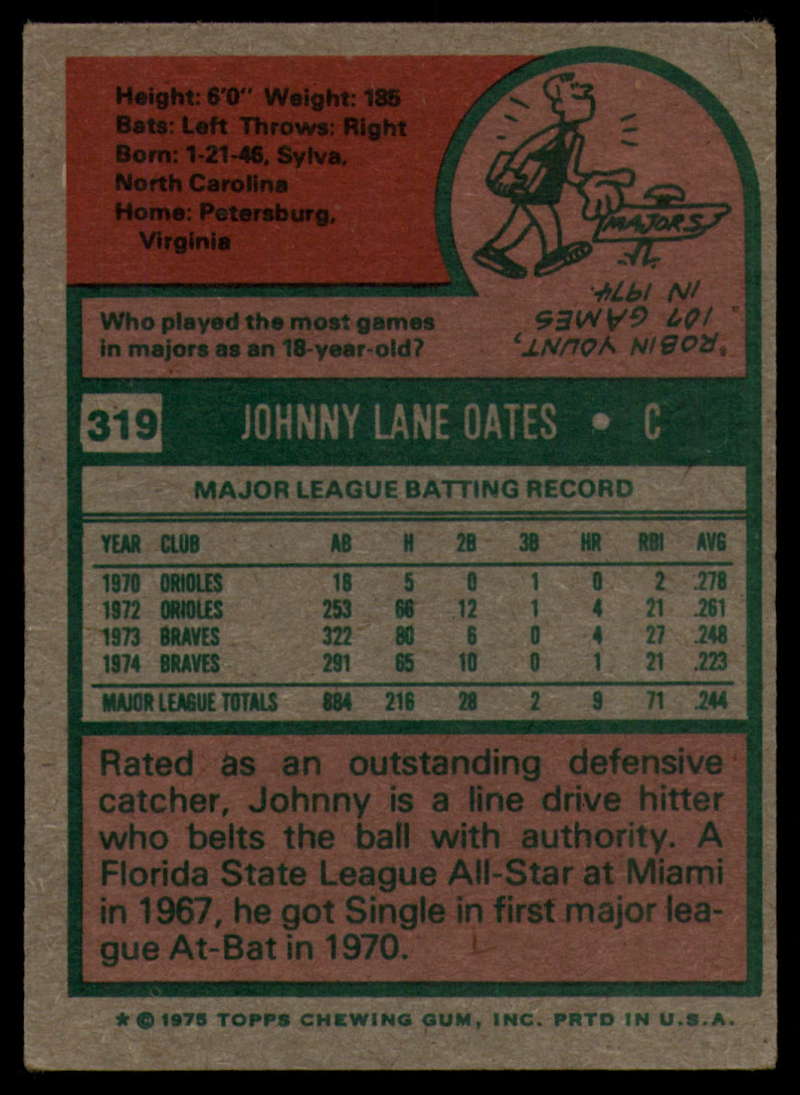 Height: 6'0" Weight: 185
Bats: Left Throws: Right
Born: 1-21-46, Sylva,
North Carolina
Home: Petersburg,
Virginia
MAJORS
Who played the most games
in majors as an 18-year-old?
"ROBIN YOUNT,
107 GAMES
IN 1974."
319 JOHNNY LANE OATES • C
MAJOR LEAGUE BATTING RECORD
YEAR CLUB AB H 2B 3B HR RBI AVG
1970 ORIOLES 18 5 0 1 0 2 .278
1972 ORIOLES 253 66 12 1 4 21 .261
1973 BRAVES 322 80 6 0 4 27 .248
1974 BRAVES 291 65 10 0 1 21 .223
MAJOR LEAGUE TOTALS 884 216 28 2 9 71 .244
Rated as an outstanding defensive
catcher, Johnny is a line drive hitter
who belts the ball with authority. A
Florida State League All-Star at Miami
in 1967, he got Single in first major lea-
gue At-Bat in 1970.
* © 1975 TOPPS CHEWING GUM, INC. PRTD IN U.S.A.